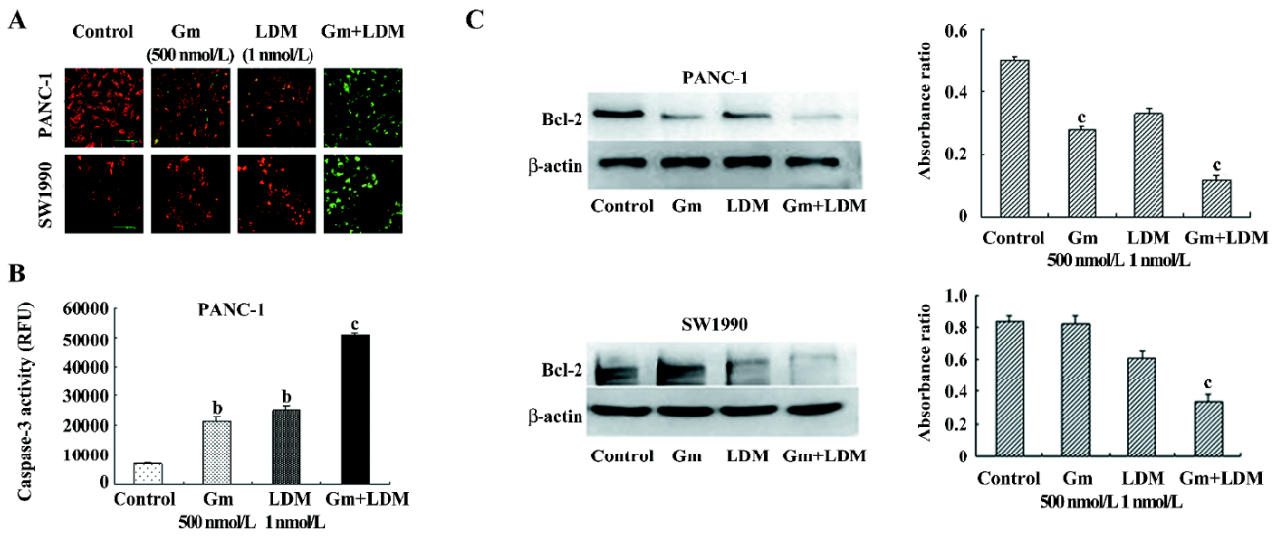 A
Control
Gm
(500 nmol/L)
LDM
(1 nmol/L)
Gm+LDM
PANC-1
SW1990
B
Caspase-3 activity (RFU)
60000
50000
40000
30000
20000
10000
0
PANC-1
b
b
c
Control
Gm
LDM
Gm+LDM
500 nmol/L 1 nmol/L
C
PANC-1
Bcl-2
β-actin
Control Gm LDM Gm+LDM
Absorbance ratio
0.6
0.4
0.2
0
c
c
Control
Gm
LDM
Gm+LDM
500 nmol/L 1 nmol/L
SW1990
Bcl-2
β-actin
Control Gm LDM Gm+LDM
Absorbance ratio
1.0
0.8
0.6
0.4
0.2
0
c
Control
Gm
LDM
Gm+LDM
500 nmol/L 1 nmol/L